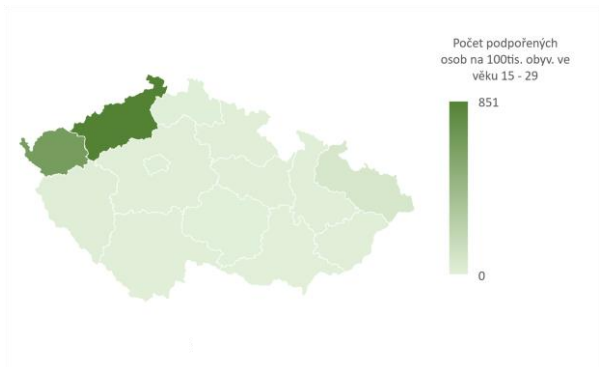 Počet podpořených
osob na 100tis. obyv. ve
věku 15 - 29
851
0